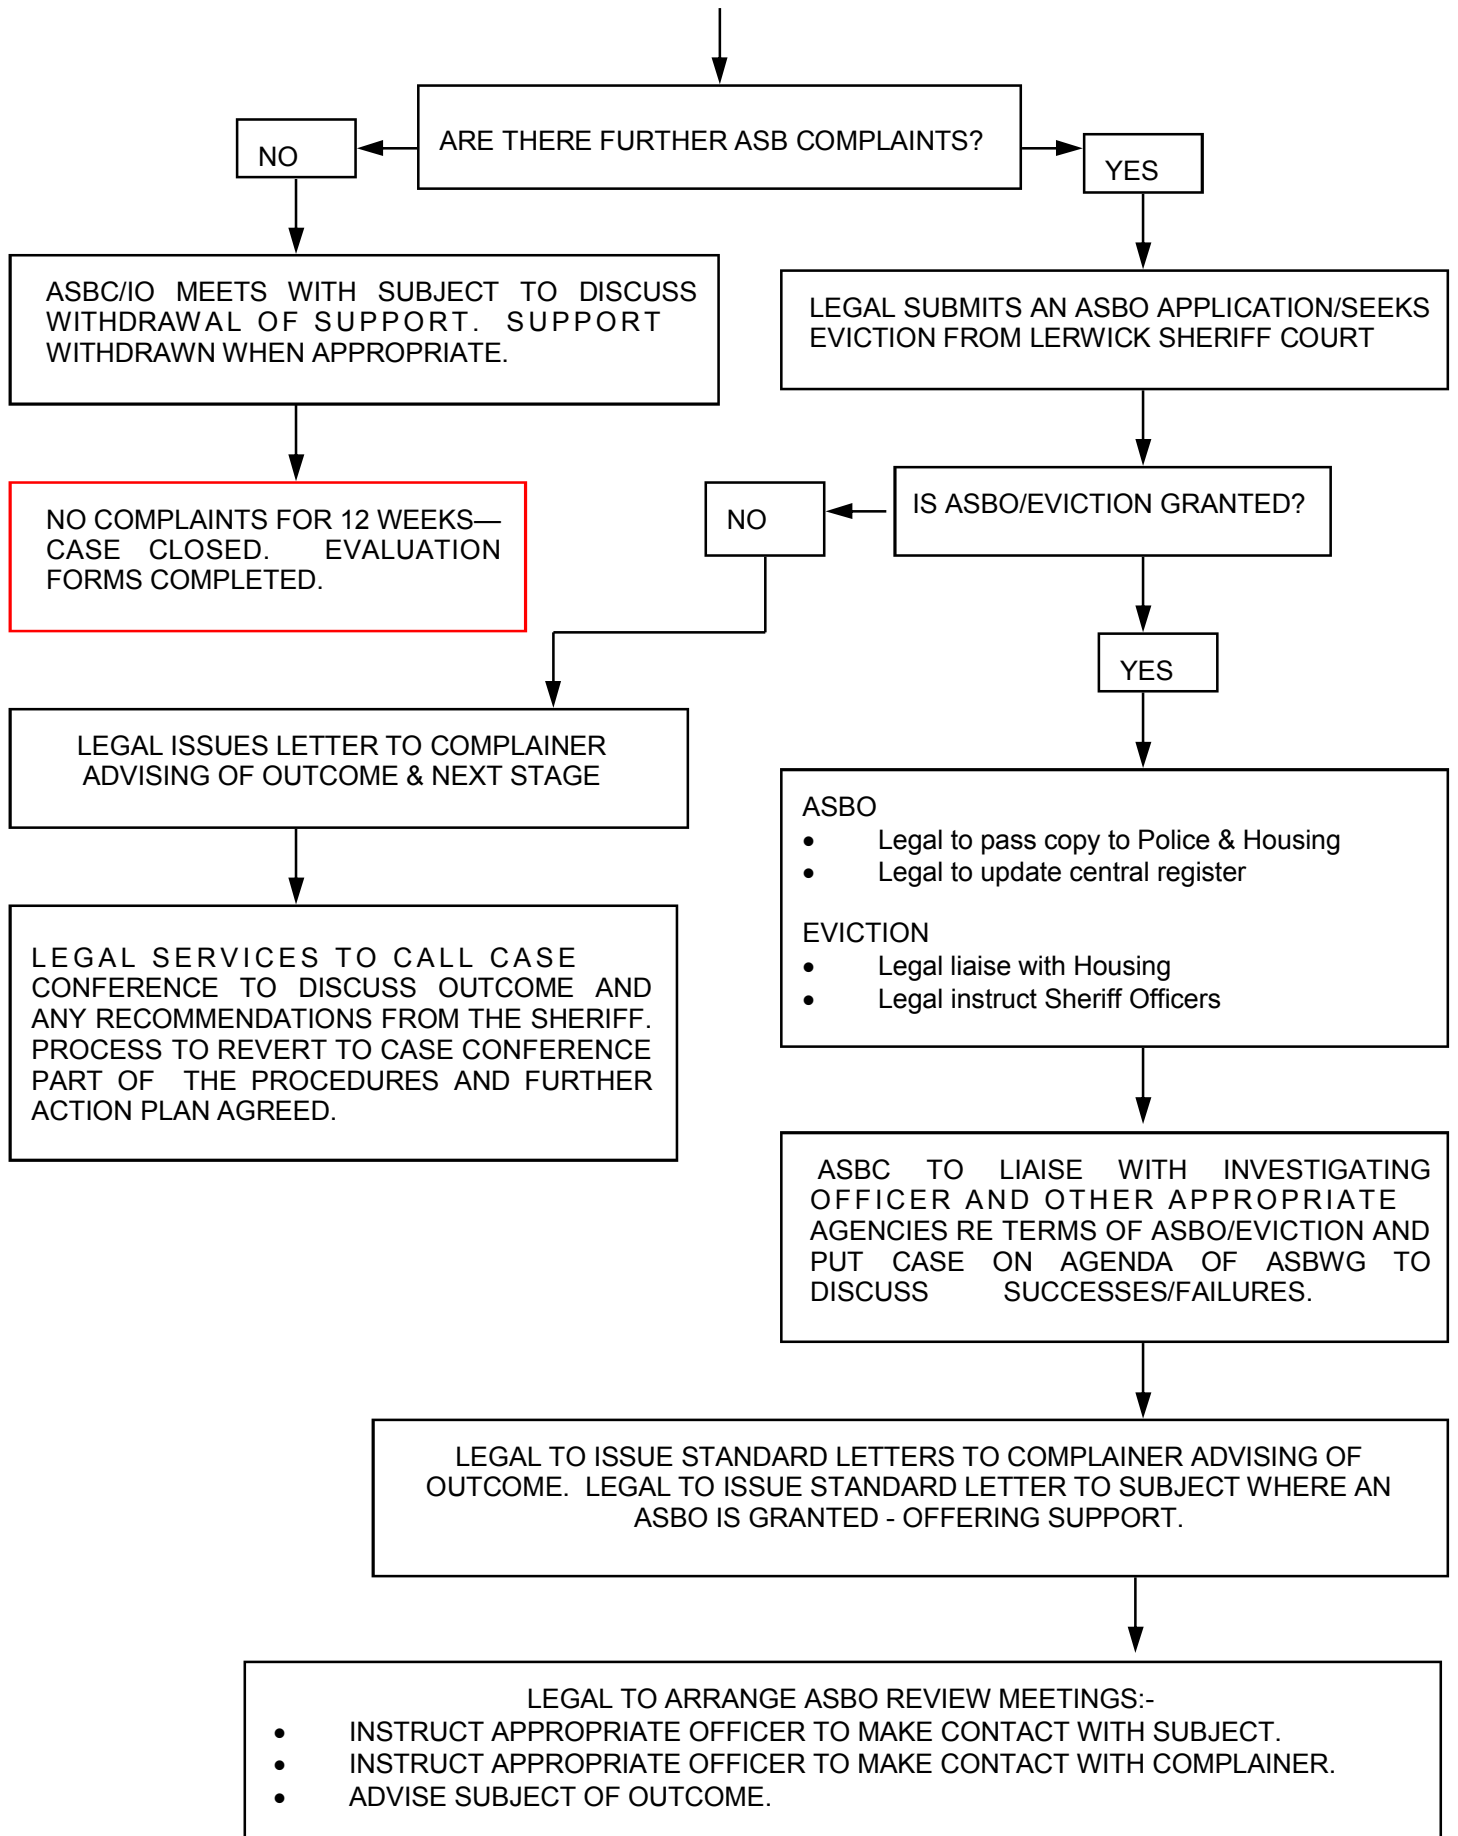 ARE THERE FURTHER ASB COMPLAINTS?
NO
YES
ASBC/IO MEETS WITH SUBJECT TO DISCUSS
WITHDRAWAL OF SUPPORT. SUPPORT
WITHDRAWN WHEN APPROPRIATE.
LEGAL SUBMITS AN ASBO APPLICATION/SEEKS
EVICTION FROM LERWICK SHERIFF COURT
NO COMPLAINTS FOR 12 WEEKS—
CASE CLOSED. EVALUATION
FORMS COMPLETED.
NO
IS ASBO/EVICTION GRANTED?
YES
LEGAL ISSUES LETTER TO COMPLAINER
ADVISING OF OUTCOME & NEXT STAGE
ASBO
• Legal to pass copy to Police & Housing
• Legal to update central register
EVICTION
• Legal liaise with Housing
• Legal instruct Sheriff Officers
LEGAL SERVICES TO CALL CASE
CONFERENCE TO DISCUSS OUTCOME AND
ANY RECOMMENDATIONS FROM THE SHERIFF.
PROCESS TO REVERT TO CASE CONFERENCE
PART OF THE PROCEDURES AND FURTHER
ACTION PLAN AGREED.
ASBC TO LIAISE WITH INVESTIGATING
OFFICER AND OTHER APPROPRIATE
AGENCIES RE TERMS OF ASBO/EVICTION AND
PUT CASE ON AGENDA OF ASBWG TO
DISCUSS SUCCESSES/FAILURES.
LEGAL TO ISSUE STANDARD LETTERS TO COMPLAINER ADVISING OF
OUTCOME. LEGAL TO ISSUE STANDARD LETTER TO SUBJECT WHERE AN
ASBO IS GRANTED - OFFERING SUPPORT.
LEGAL TO ARRANGE ASBO REVIEW MEETINGS:-
• INSTRUCT APPROPRIATE OFFICER TO MAKE CONTACT WITH SUBJECT.
• INSTRUCT APPROPRIATE OFFICER TO MAKE CONTACT WITH COMPLAINER.
• ADVISE SUBJECT OF OUTCOME.